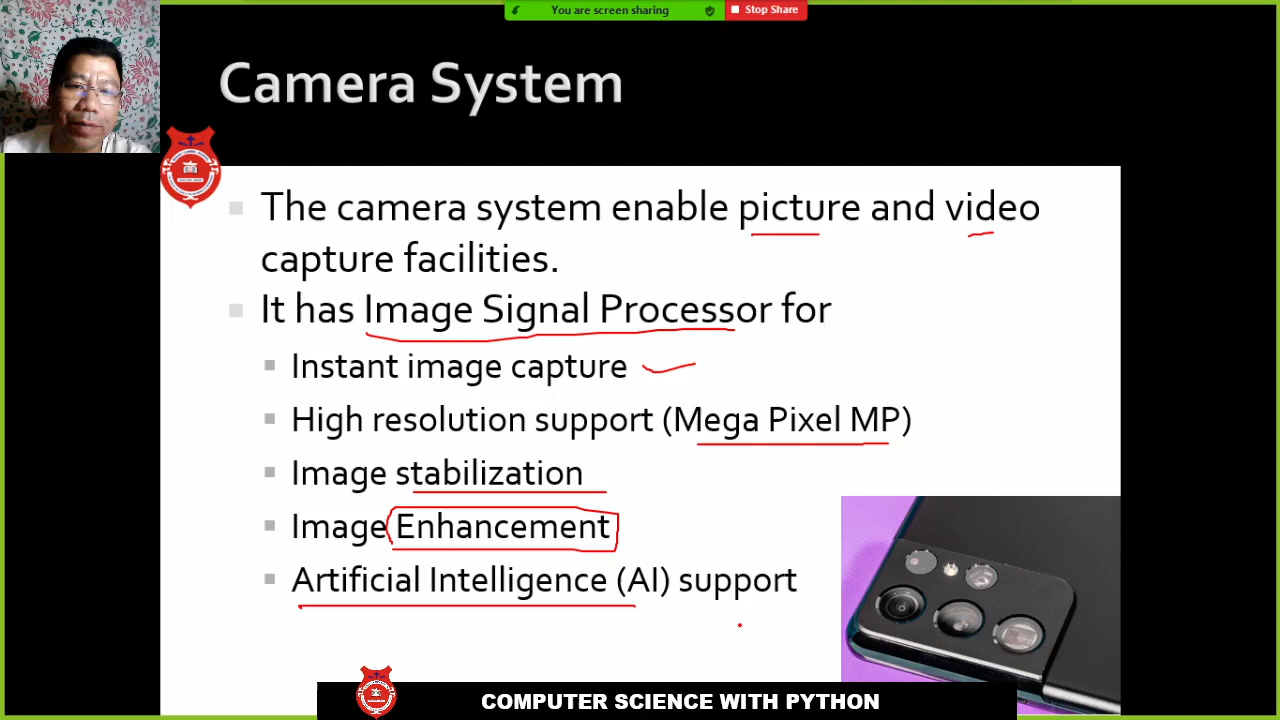 You are screen sharing
Stop Share
Camera System
The camera system enable picture and video
capture facilities.
It has Image Signal Processor for
Instant image capture
High resolution support (Mega Pixel MP)
Image stabilization
Image Enhancement
Artificial Intelligence (AI) support
COMPUTER SCIENCE WITH PYTHON